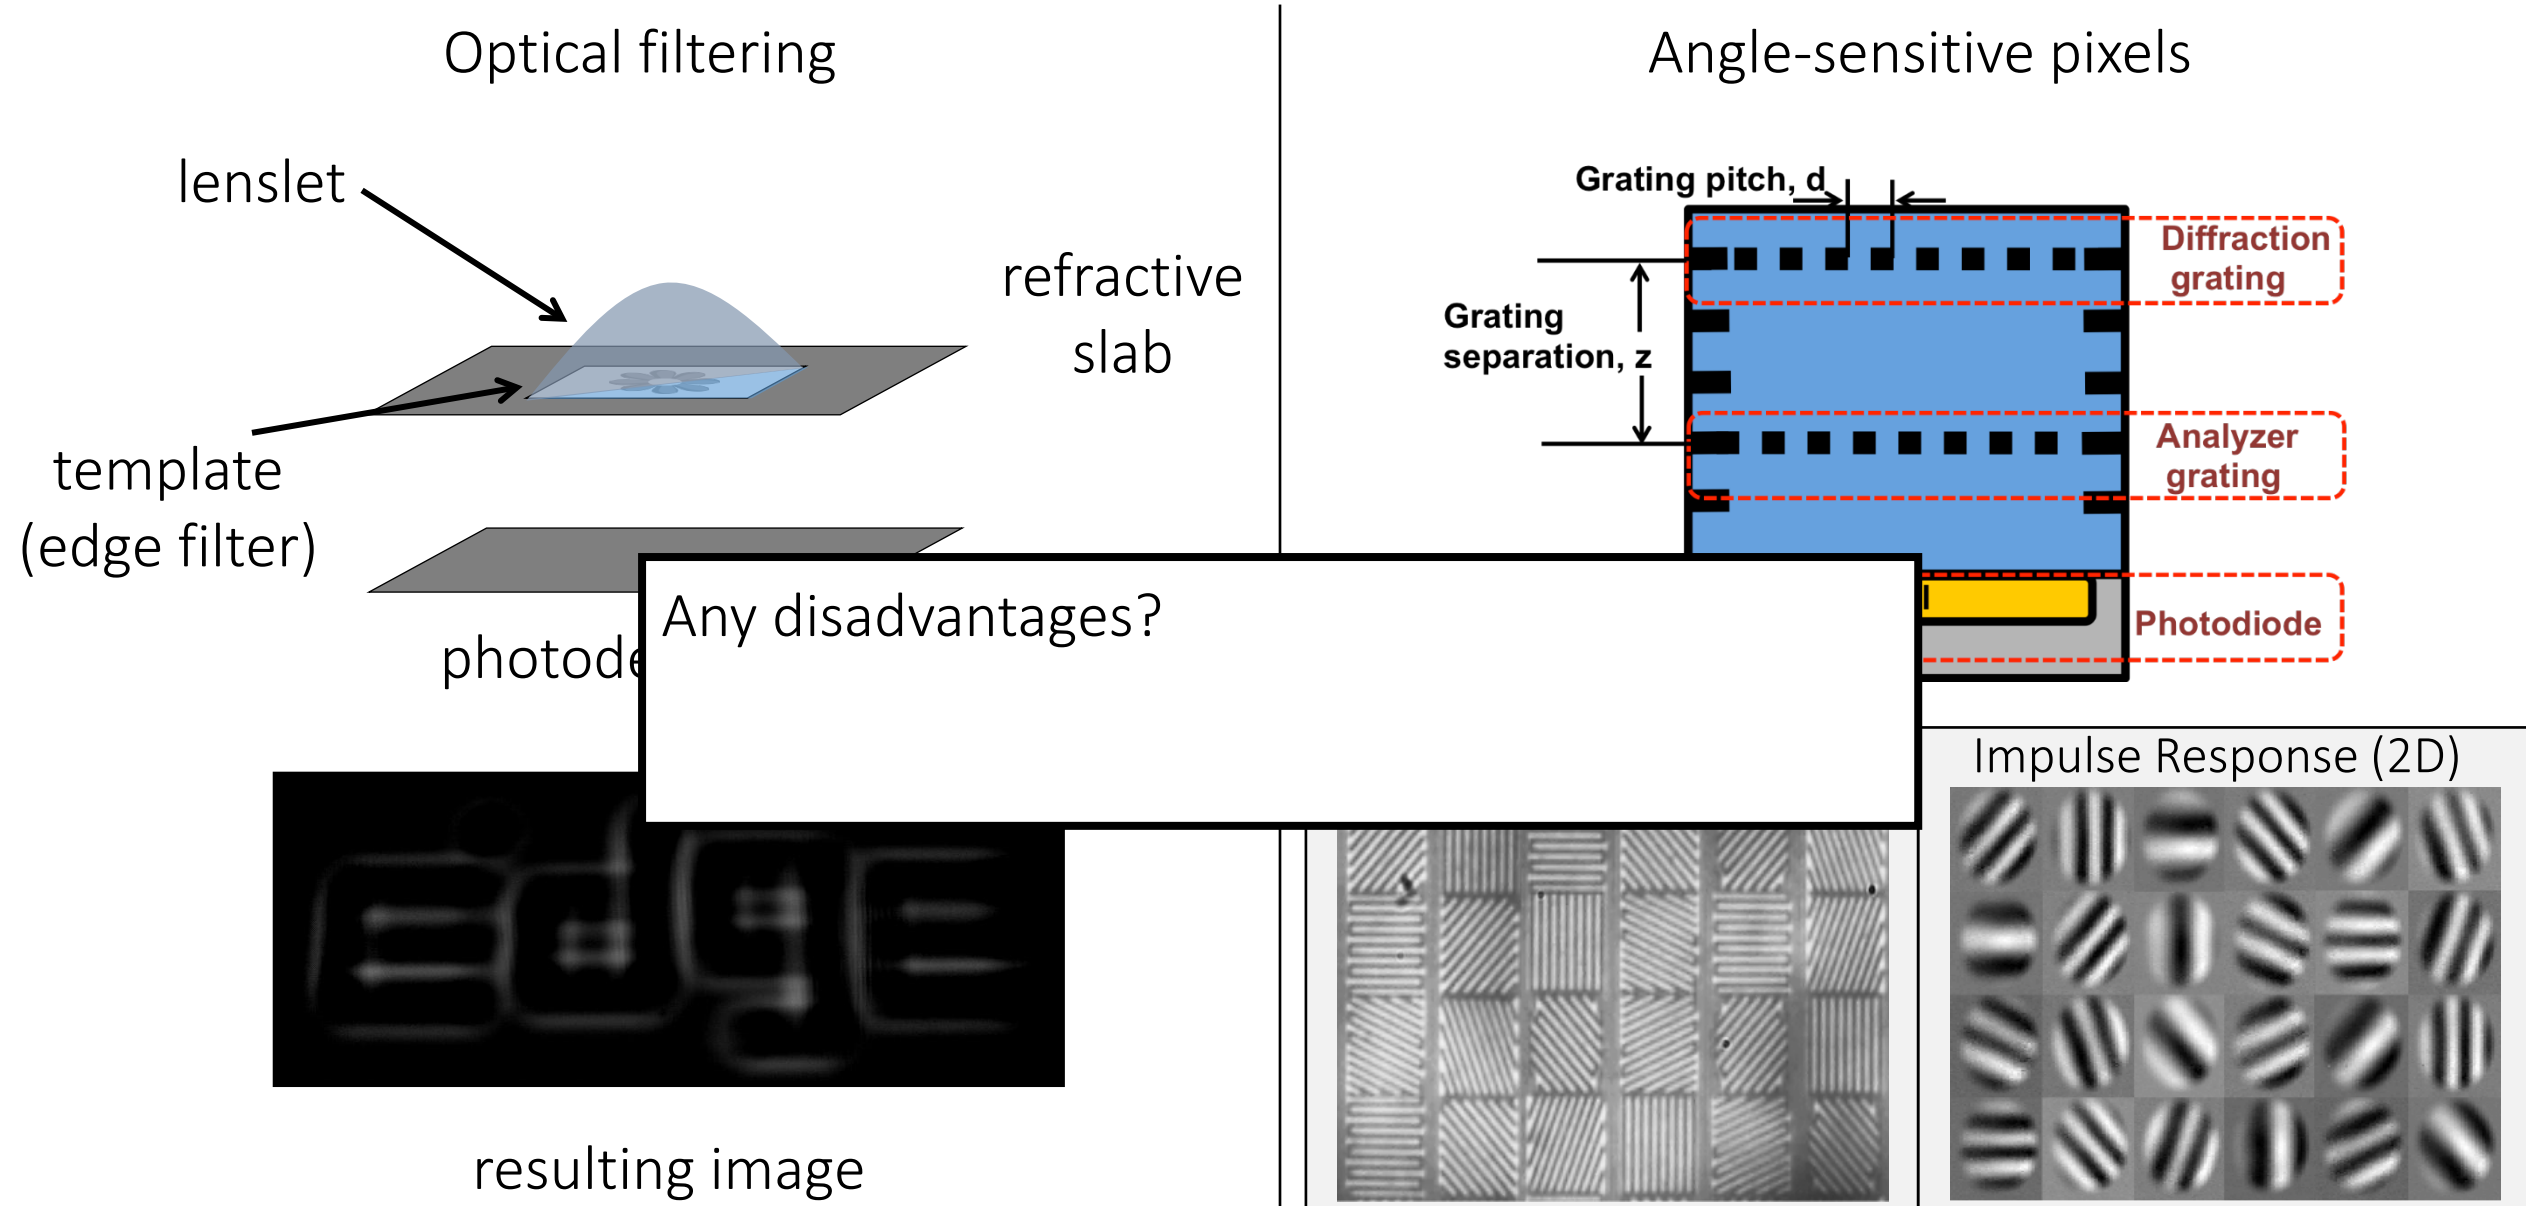 Optical filtering
lenslet
refractive
slab
template
(edge filter)
Any disadvantages?
resulting image
Angle-sensitive pixels
Grating pitch, d
Diffraction
grating
Grating
separation, z
Analyzer
grating
Photodiode
Impulse Response (2D)